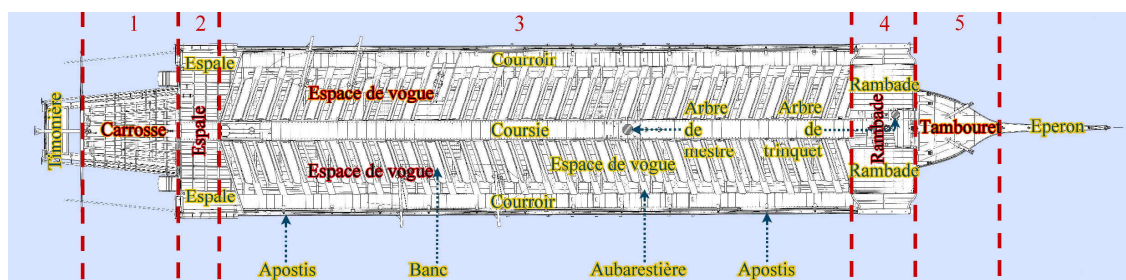 1 2 3 4 5
Espale Courroir
Rambade
Espace de vogue
Arbre Arbre
Timonière Carrosse Espale Coursie de de Rambade Tambouret Eperon
mestre trinquet
Espace de vogue Espace de vogue
Rambade
Espale Courroir
Apostis Banc Aubarestière Apostis